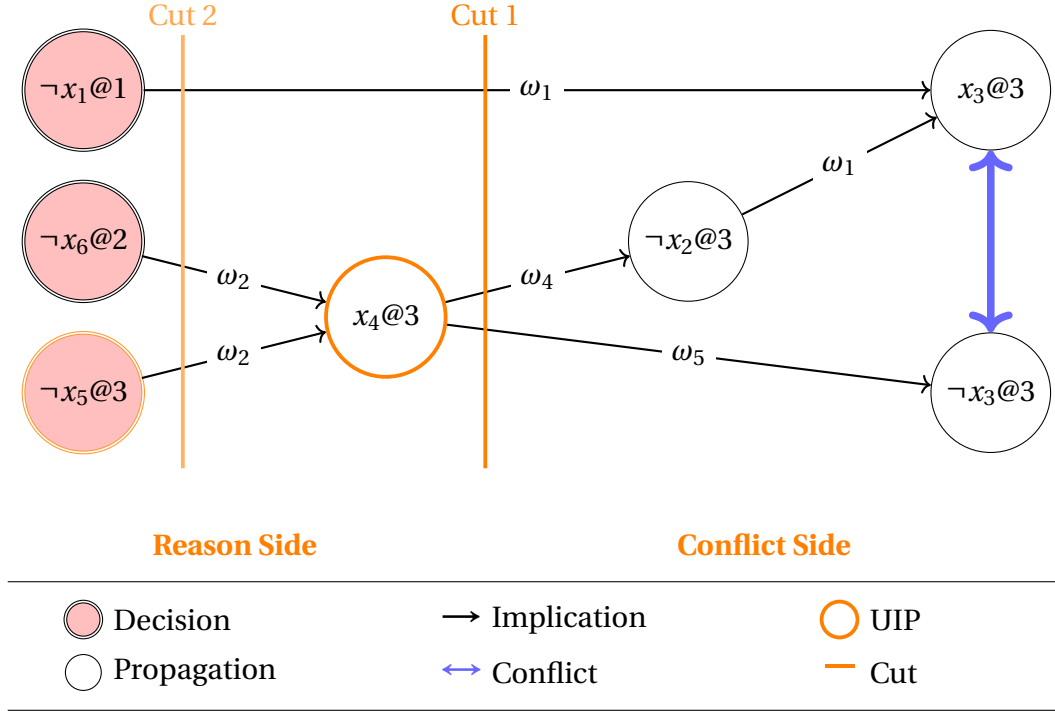 Cut 2 Cut 1
¬x₁@1 ω₁ x₃@3
ω₁
¬x₆@2 ω₂ ω₄ ¬x₂@3
x₄@3
¬x₅@3 ω₂ ω₅ ¬x₃@3
Reason Side Conflict Side
Decision Implication UIP
Propagation Conflict Cut